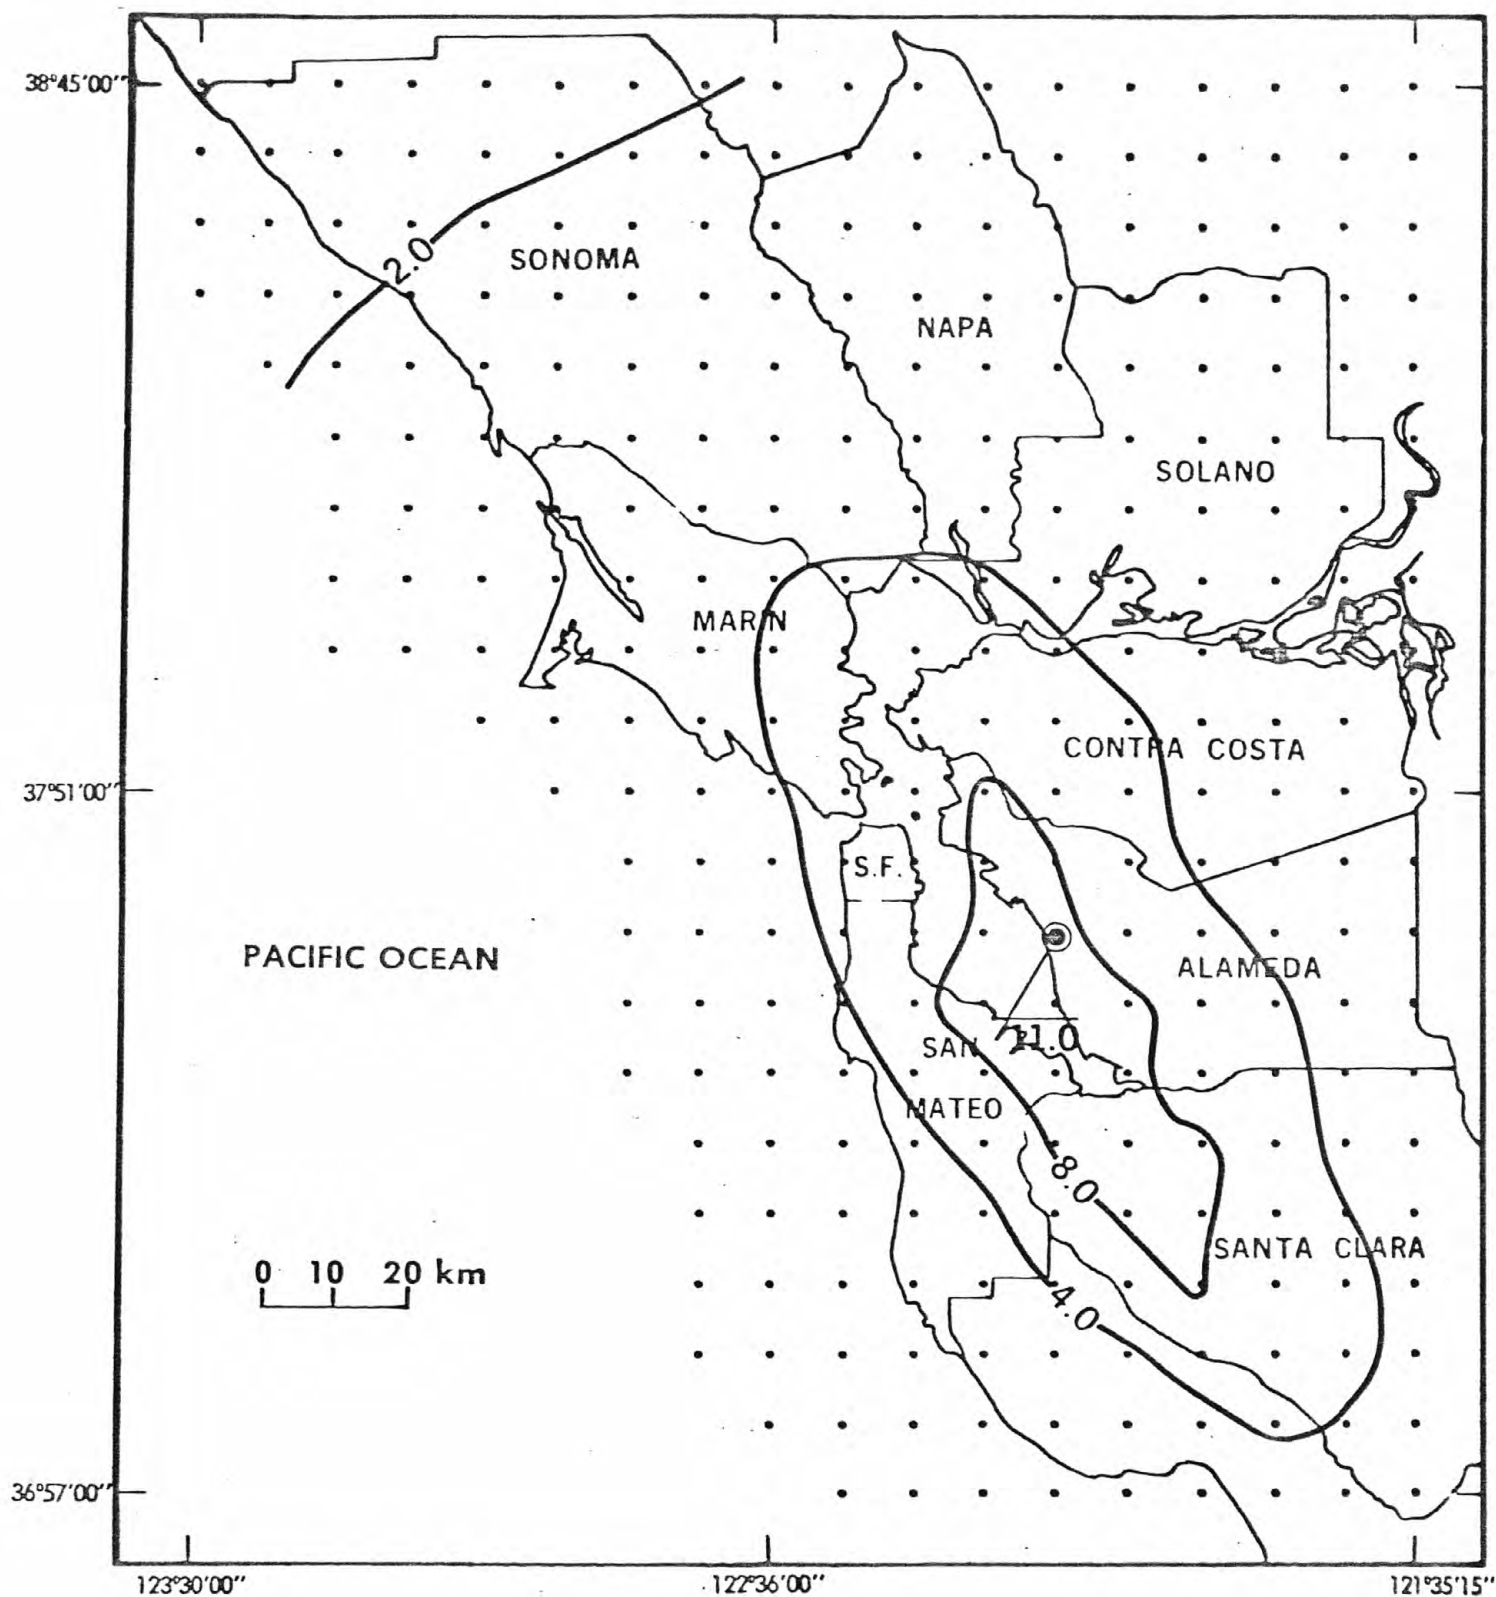 38°45'00"
2.0
SONOMA
NAPA
SOLANO
MARIN
CONTRA COSTA
37°51'00"
S.F.
PACIFIC OCEAN
ALAMEDA
SAN
11.0
MATEO
8.0
SANTA CLARA
0 10 20 km
4.0
36°57'00"
123°30'00"
122°36'00"
121°35'15"